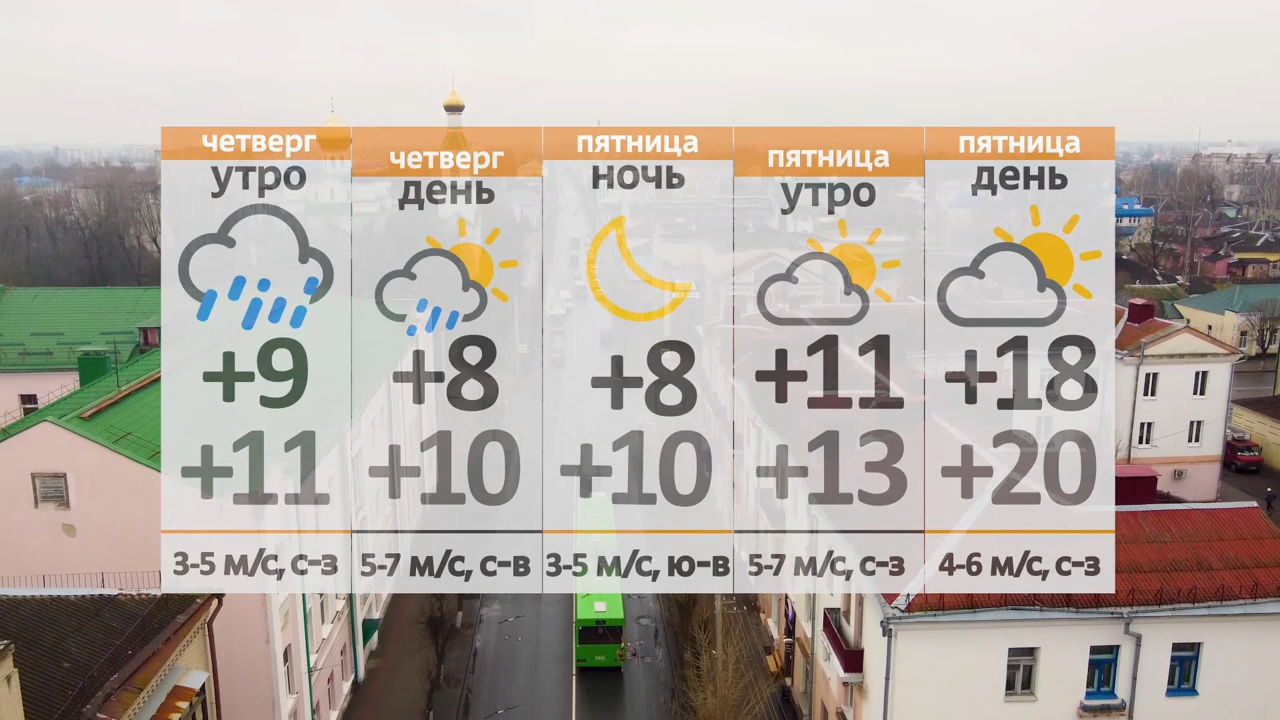 четверг
утро
+9
+11
3-5 м/с, с-з
четверг
день
+8
+10
5-7 м/с, с-в
пятница
ночь
+8
+10
3-5 м/с, ю-в
пятница
утро
+11
+13
5-7 м/с, с-з
пятница
день
+18
+20
4-6 м/с, с-з